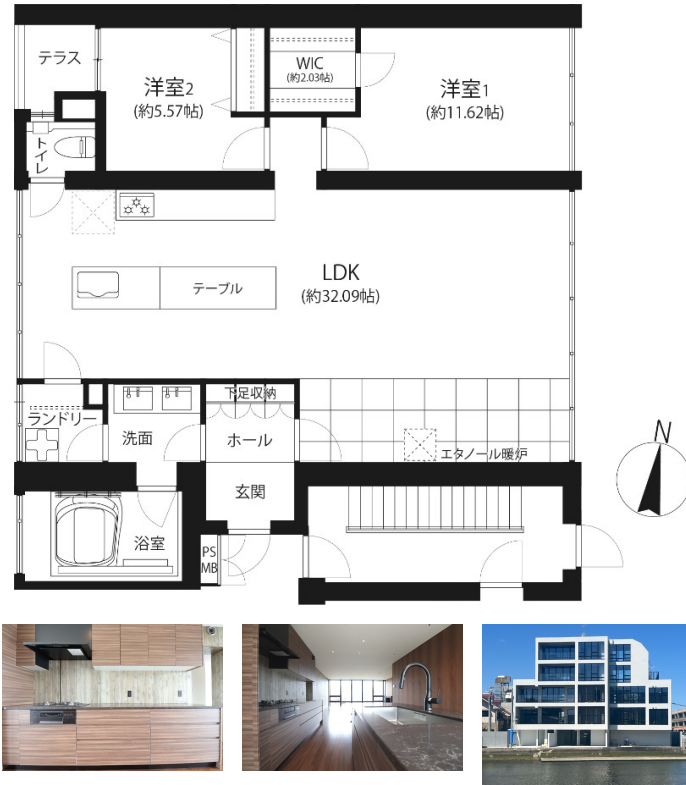 テラス
洋室2
(約5.57帖)
WIC
(約2.03帖)
洋室1
(約11.62帖)
トイレ
LDK
(約32.09帖)
テーブル
下足収納
ランドリー
洗面
ホール
エタノール暖炉
玄関
浴室
PS
MB
N